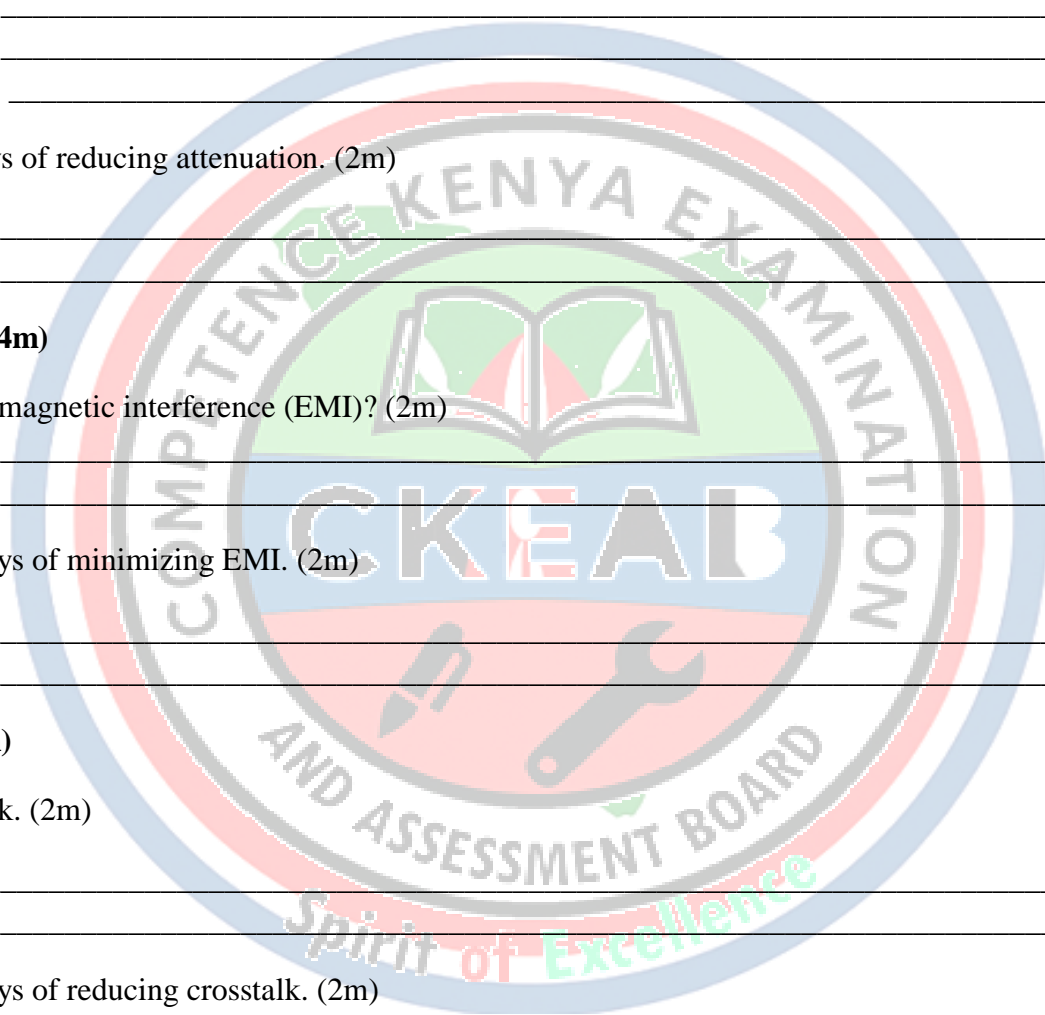 s of reducing attenuation. (2m)
4m)
magnetic interference (EMI)? (2m)
ys of minimizing EMI. (2m)
)
k. (2m)
ys of reducing crosstalk. (2m)
COMPETENCE KENYA EXAMINATION
CKEAB
AND ASSESSMENT BOARD
Spirit of Excellence